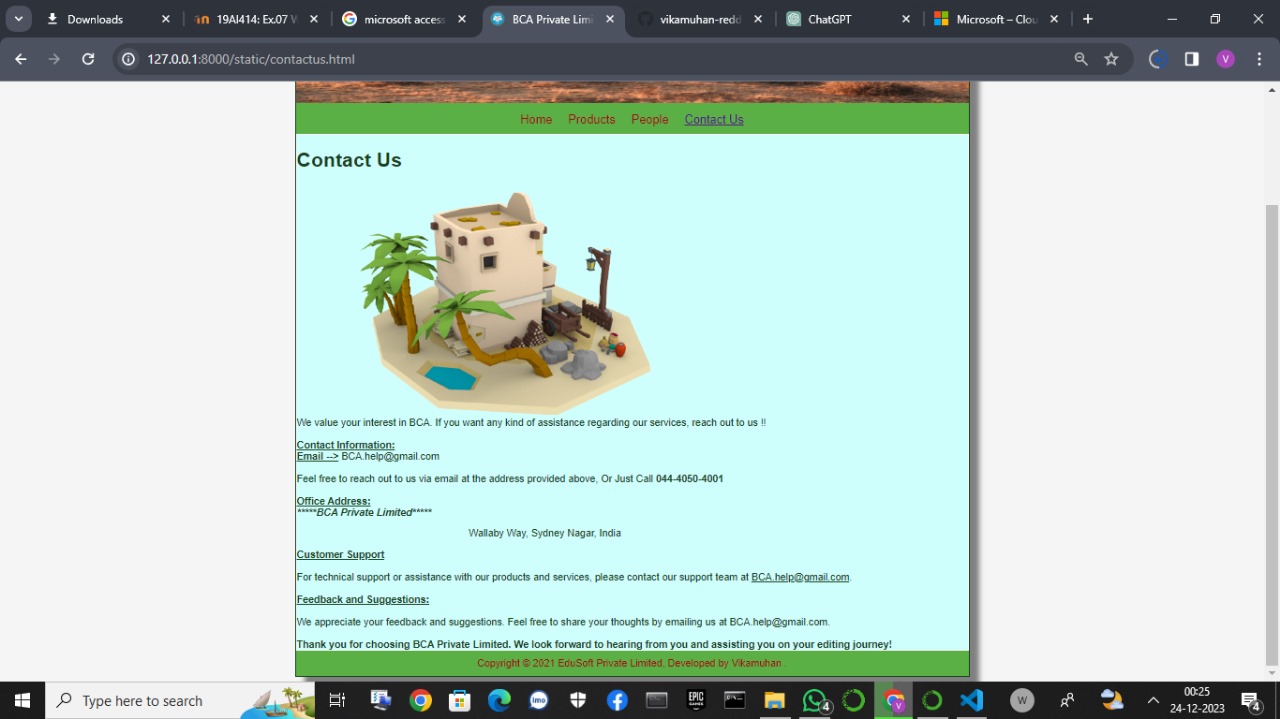 Downloads
19AI414: Ex.07 W
microsoft access
BCA Private Limi
vikamuhan-redd
ChatGPT
Microsoft – Clou
127.0.0.1:8000/static/contactus.html
V
Home Products People Contact Us
Contact Us
We value your interest in BCA. If you want any kind of assistance regarding our services, reach out to us !!
Contact Information:
Email --> BCA.help@gmail.com
Feel free to reach out to us via email at the address provided above, Or Just Call 044-4050-4001
Office Address:
*****BCA Private Limited*****
Wallaby Way, Sydney Nagar, India
Customer Support
For technical support or assistance with our products and services, please contact our support team at BCA.help@gmail.com.
Feedback and Suggestions:
We appreciate your feedback and suggestions. Feel free to share your thoughts by emailing us at BCA.help@gmail.com.
Thank you for choosing BCA Private Limited. We look forward to hearing from you and assisting you on your editing journey!
Copyright © 2021 EduSoft Private Limited. Developed by Vikamuhan .
Type here to search
imo
EPIC GAMES
4
V
W
00:25
24-12-2023
4